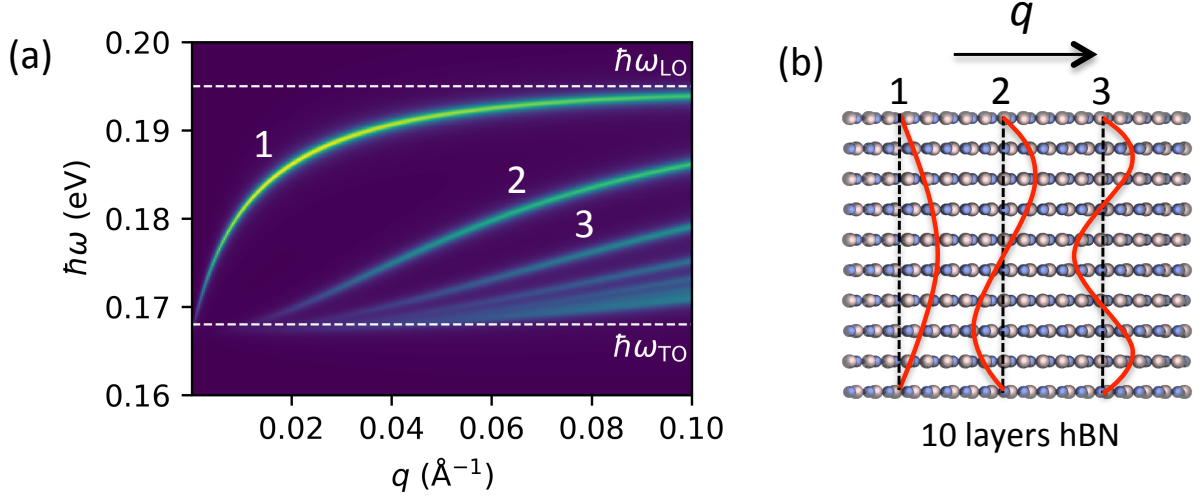 (a)
0.20
0.19
0.18
0.17
0.16
ħω (eV)
ħω_LO
1
2
3
ħω_TO
0.02
0.04
0.06
0.08
0.10
q (Å⁻¹)
(b)
q
1 2 3
10 layers hBN